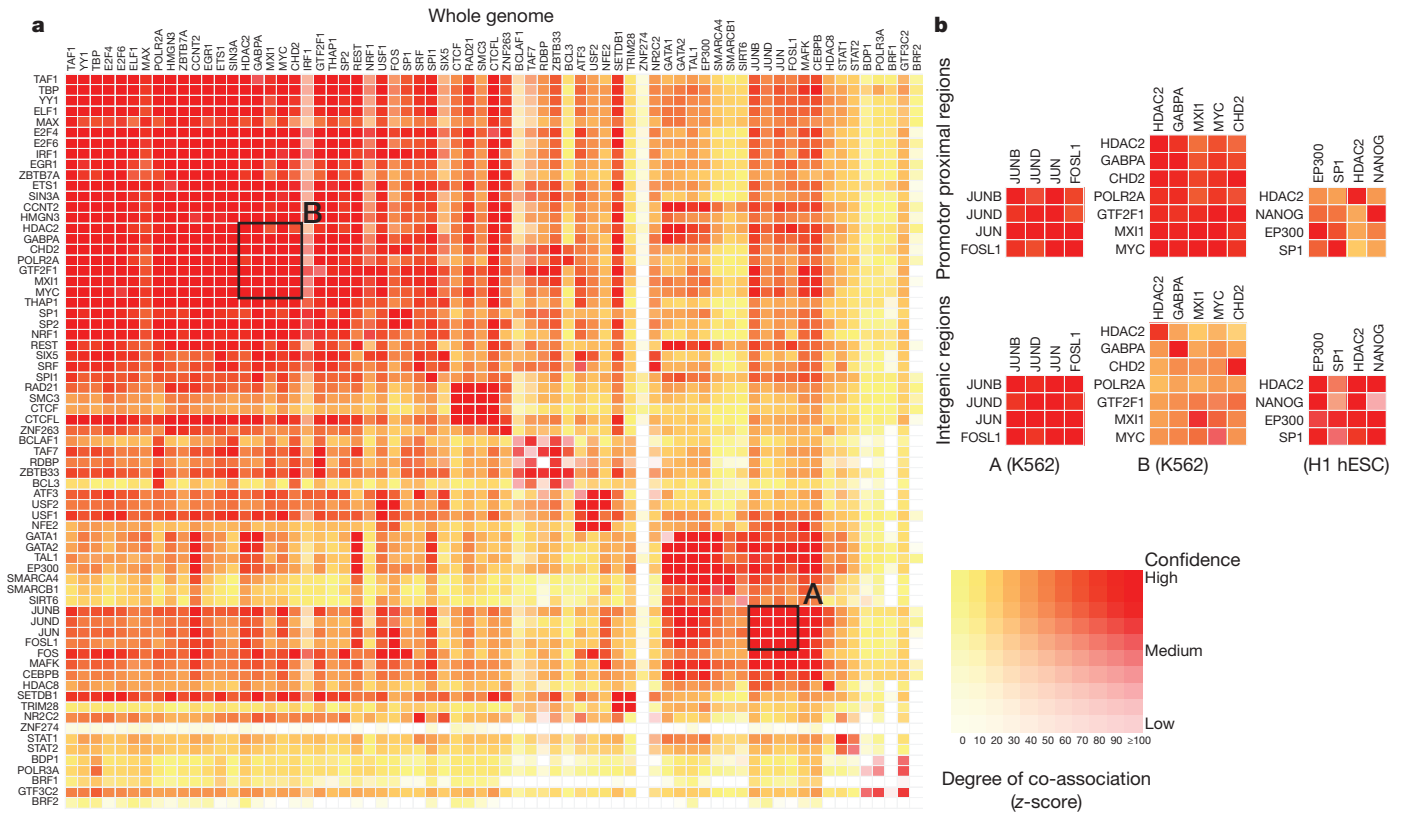 a
Whole genome
TAF1 YY1 TBP E2F4 E2F6 ELF1 MAX POLR2A HMGN3 ZBTB7A CCNT2 EGR1 ETS1 SIN3A HDAC2 GABPA MXI1 MYC CHD2 IRF1 GTF2F1 THAP1 SP2 REST NRF1 USF1 FOS SP1 SRF SPI1 SIX5 CTCF RAD21 SMC3 CTCFL ZNF263 BCLAF1 TAF7 RDBP ZBTB33 BCL3 ATF3 USF2 NFE2 SETDB1 TRIM28 ZNF274 NR2C2 GATA1 GATA2 TAL1 EP300 SMARCA4 SMARCB1 SIRT6 JUNB JUND JUN FOSL1 MAFK CEBPB HDAC8 STAT1 STAT2 BDP1 POLR3A BRF1 GTF3C2 BRF2
TAF1
TBP
YY1
ELF1
MAX
E2F4
E2F6
IRF1
EGR1
ZBTB7A
ETS1
SIN3A
CCNT2
HMGN3
HDAC2
GABPA
CHD2
POLR2A
GTF2F1
MXI1
MYC
THAP1
SP1
SP2
NRF1
REST
SIX5
SRF
SPI1
RAD21
SMC3
CTCF
CTCFL
ZNF263
BCLAF1
TAF7
RDBP
ZBTB33
BCL3
ATF3
USF2
USF1
NFE2
GATA1
GATA2
TAL1
EP300
SMARCA4
SMARCB1
SIRT6
JUNB
JUND
JUN
FOSL1
FOS
MAFK
CEBPB
HDAC8
SETDB1
TRIM28
NR2C2
ZNF274
STAT1
STAT2
BDP1
POLR3A
BRF1
GTF3C2
BRF2
B
A
b
Promotor proximal regions
JUNB JUND JUN FOSL1
JUNB
JUND
JUN
FOSL1
HDAC2 GABPA MXI1 MYC CHD2
HDAC2
GABPA
CHD2
POLR2A
GTF2F1
MXI1
MYC
EP300 SP1 HDAC2 NANOG
HDAC2
NANOG
EP300
SP1
Intergenic regions
JUNB JUND JUN FOSL1
JUNB
JUND
JUN
FOSL1
HDAC2 GABPA MXI1 MYC CHD2
HDAC2
GABPA
CHD2
POLR2A
GTF2F1
MXI1
MYC
EP300 SP1 HDAC2 NANOG
HDAC2
NANOG
EP300
SP1
A (K562)
B (K562)
(H1 hESC)
Confidence
High
Medium
Low
0 10 20 30 40 50 60 70 80 90 ≥100
Degree of co-association
(z-score)